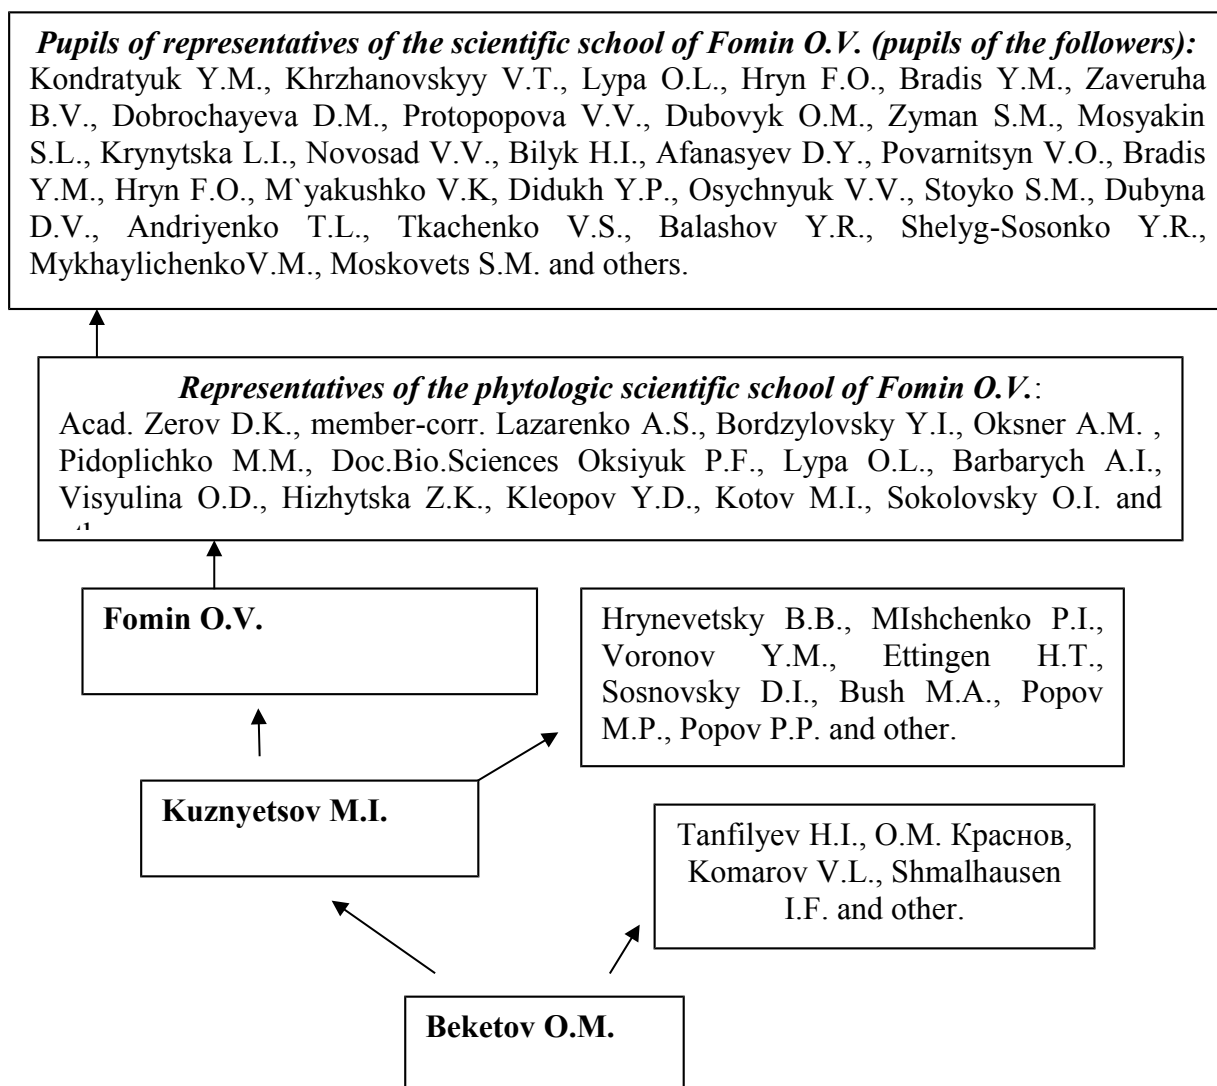 Pupils of representatives of the scientific school of Fomin O.V. (pupils of the followers):
Kondratyuk Y.M., Khrzhanovskyy V.T., Lypa O.L., Hryn F.O., Bradis Y.M., Zaveruha
B.V., Dobrochayeva D.M., Protopopova V.V., Dubovyk O.M., Zyman S.M., Mosyakin
S.L., Krynytska L.I., Novosad V.V., Bilyk H.I., Afanasyev D.Y., Povarnitsyn V.O., Bradis
Y.M., Hryn F.O., M`yakushko V.K, Didukh Y.P., Osychnyuk V.V., Stoyko S.M., Dubyna
D.V., Andriyenko T.L., Tkachenko V.S., Balashov Y.R., Shelyg-Sosonko Y.R.,
MykhaylichenkoV.M., Moskovets S.M. and others.
Representatives of the phytologic scientific school of Fomin O.V.:
Acad. Zerov D.K., member-corr. Lazarenko A.S., Bordzylovsky Y.I., Oksner A.M. ,
Pidoplichko M.M., Doc.Bio.Sciences Oksiyuk P.F., Lypa O.L., Barbarych A.I.,
Visyulina O.D., Hizhytska Z.K., Kleopov Y.D., Kotov M.I., Sokolovsky O.I. and
Fomin O.V.
Hrynevetsky B.B., MIshchenko P.I.,
Voronov Y.M., Ettingen H.T.,
Sosnovsky D.I., Bush M.A., Popov
M.P., Popov P.P. and other.
Kuznyetsov M.I.
Tanfilyev H.I., О.М. Краснов,
Komarov V.L., Shmalhausen
I.F. and other.
Beketov O.M.